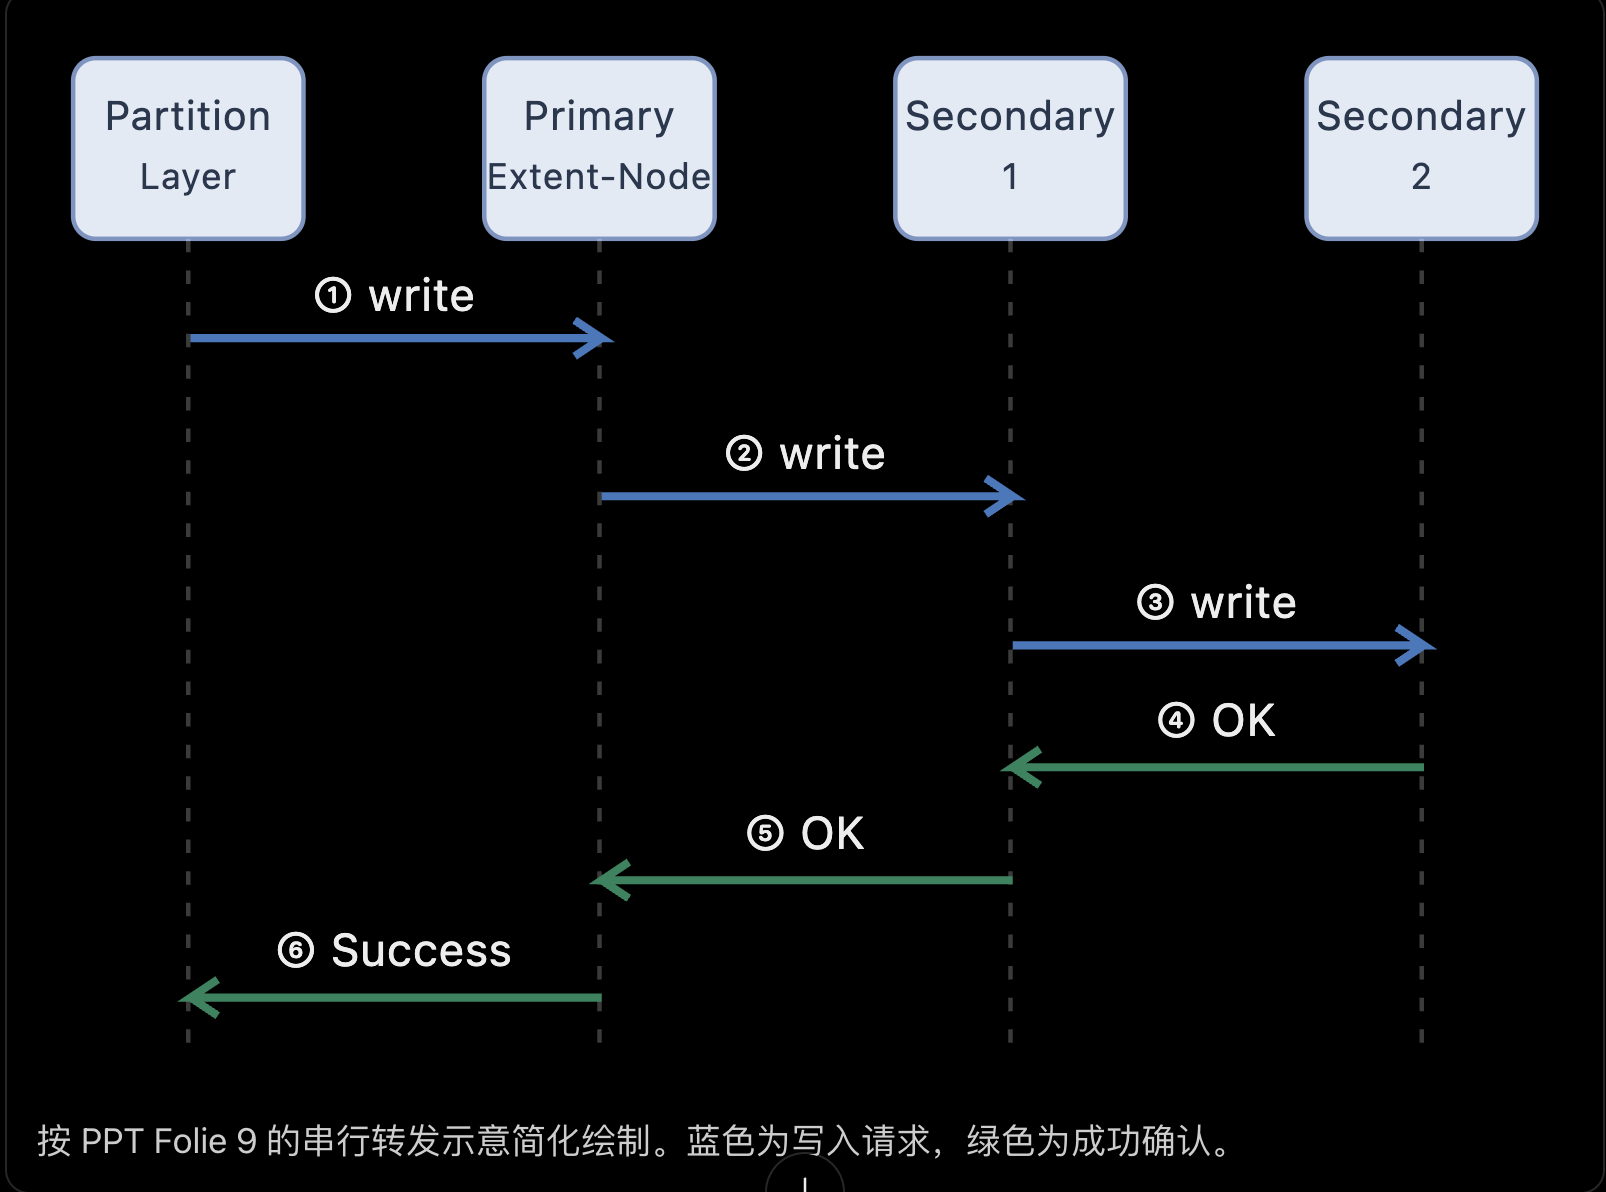 Partition
Layer
Primary
Extent-Node
Secondary
1
Secondary
2
① write
② write
③ write
④ OK
⑤ OK
⑥ Success
按 PPT Folie 9 的串行转发示意简化绘制。蓝色为写入请求，绿色为成功确认。